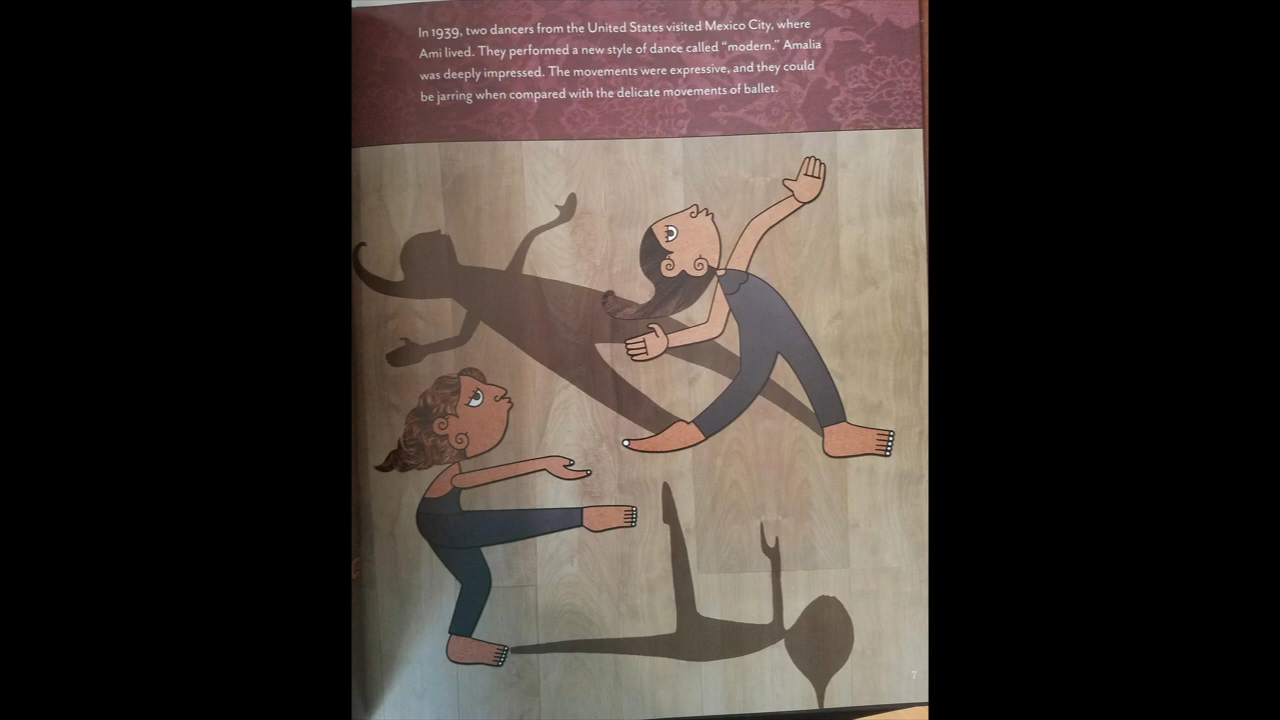 In 1939, two dancers from the United States visited Mexico City, where
Ami lived. They performed a new style of dance called “modern.” Amalia
was deeply impressed. The movements were expressive, and they could
be jarring when compared with the delicate movements of ballet.
7